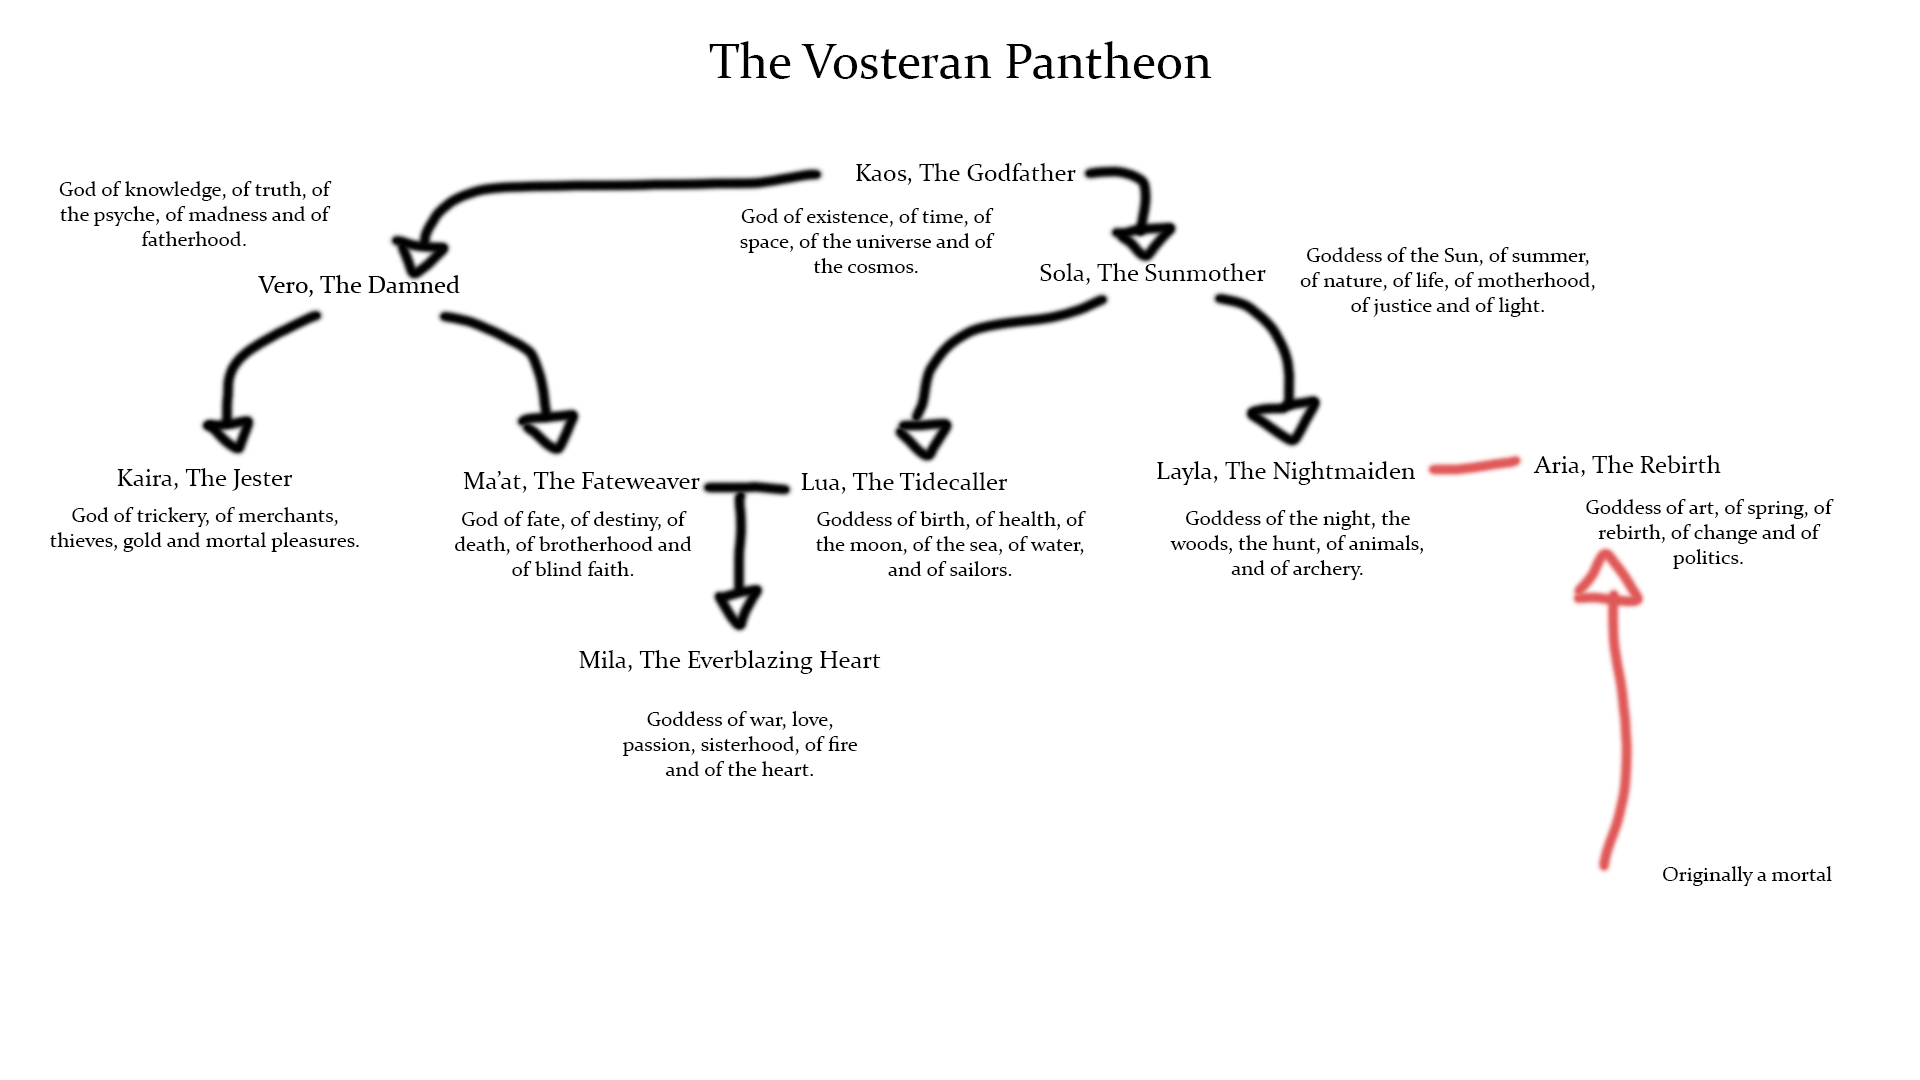 The Vosteran Pantheon
Kaos, The Godfather
God of existence, of time, of
space, of the universe and of
the cosmos.
God of knowledge, of truth, of
the psyche, of madness and of
fatherhood.
Vero, The Damned
Sola, The Sunmother
Goddess of the Sun, of summer,
of nature, of life, of motherhood,
of justice and of light.
Kaira, The Jester
God of trickery, of merchants,
thieves, gold and mortal pleasures.
Ma’at, The Fateweaver
God of fate, of destiny, of
death, of brotherhood and
of blind faith.
Lua, The Tidecaller
Goddess of birth, of health, of
the moon, of the sea, of water,
and of sailors.
Layla, The Nightmaiden
Goddess of the night, the
woods, the hunt, of animals,
and of archery.
Aria, The Rebirth
Goddess of art, of spring, of
rebirth, of change and of
politics.
Mila, The Everblazing Heart
Goddess of war, love,
passion, sisterhood, of fire
and of the heart.
Originally a mortal